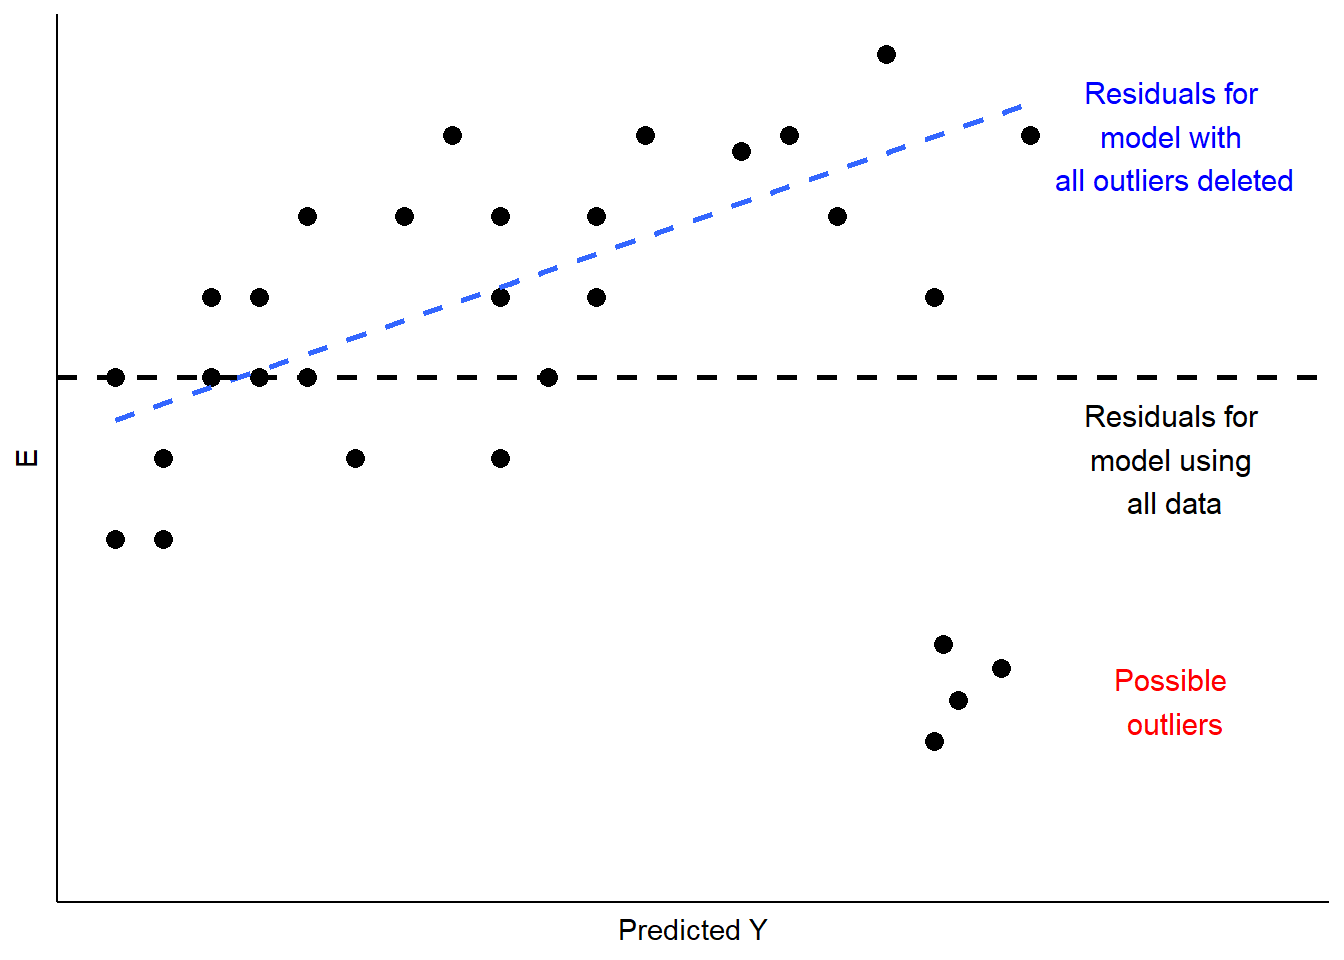 Residuals for
model with
all outliers deleted
Residuals for
model using
all data
E
Possible
outliers
Predicted Y